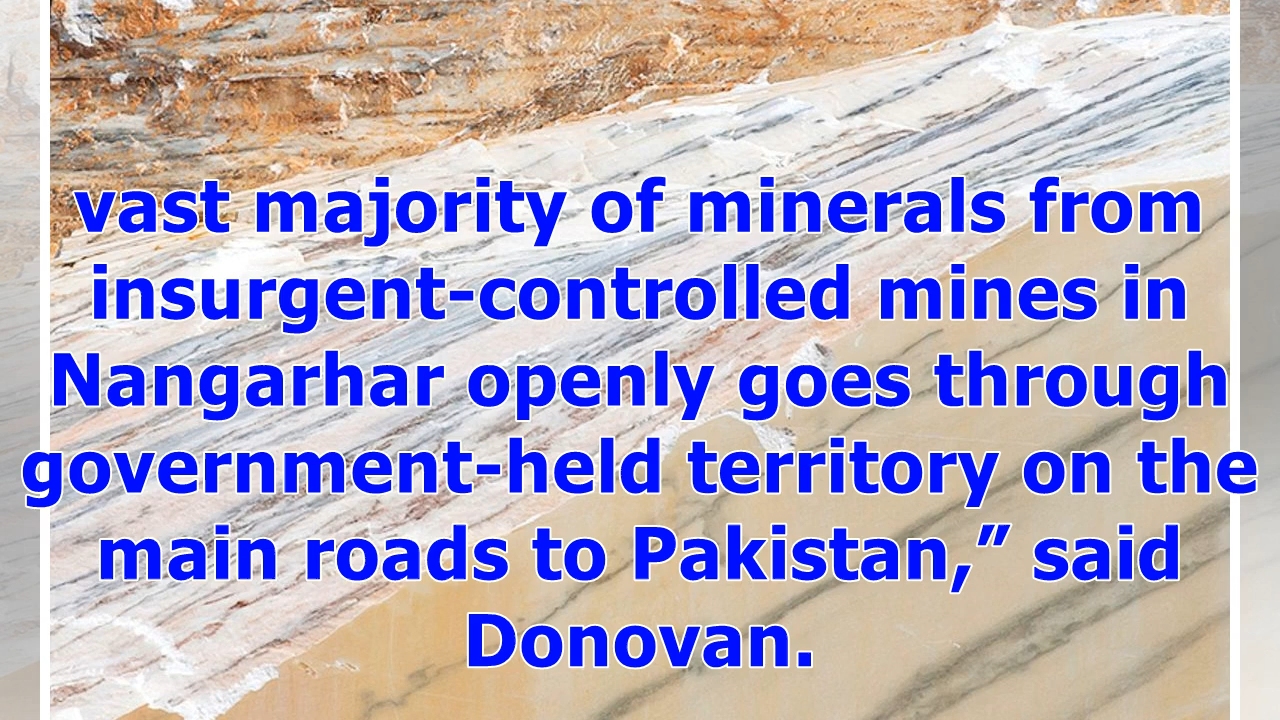 vast majority of minerals from
insurgent-controlled mines in
Nangarhar openly goes through
government-held territory on the
main roads to Pakistan,” said
Donovan.